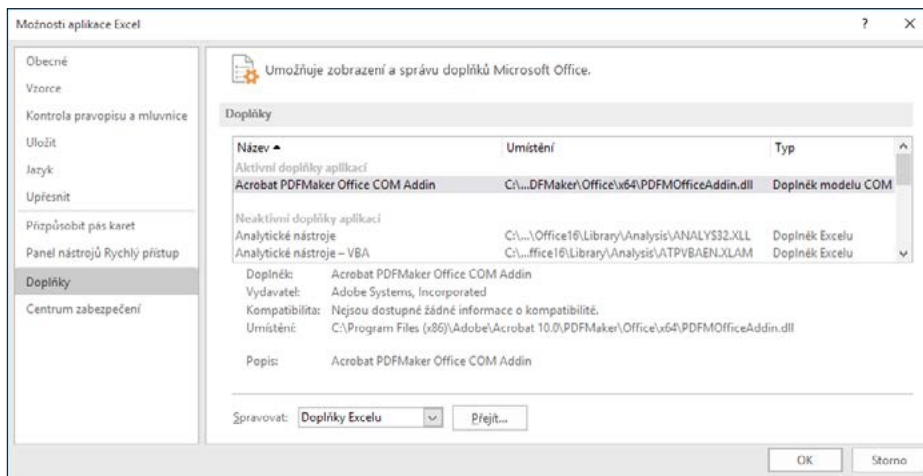 Možnosti aplikace Excel ? ×
Obecné
Vzorce
Kontrola pravopisu a mluvnice
Uložit
Jazyk
Upřesnit
Přizpůsobit pás karet
Panel nástrojů Rychlý přístup
Doplňky
Centrum zabezpečení
Umožňuje zobrazení a správu doplňků Microsoft Office.
Doplňky
Název Umístění Typ
Aktivní doplňky aplikací
Acrobat PDFMaker Office COM Addin C:\...DFMaker\Office\x64\PDFMOfficeAddin.dll Doplněk modelu COM
Neaktivní doplňky aplikací
Analytické nástroje C:\...\Office16\Library\Analysis\ANALYS32.XLL Doplněk Excelu
Analytické nástroje – VBA C:\...ffice16\Library\Analysis\ATPVBAEN.XLAM Doplněk Excelu
Doplněk: Acrobat PDFMaker Office COM Addin
Vydavatel: Adobe Systems, Incorporated
Kompatibilita: Nejsou dostupné žádné informace o kompatibilitě.
Umístění: C:\Program Files (x86)\Adobe\Acrobat 10.0\PDFMaker\Office\x64\PDFMOfficeAddin.dll
Popis: Acrobat PDFMaker Office COM Addin
Spravovat: Doplňky Excelu Přejít...
OK Storno